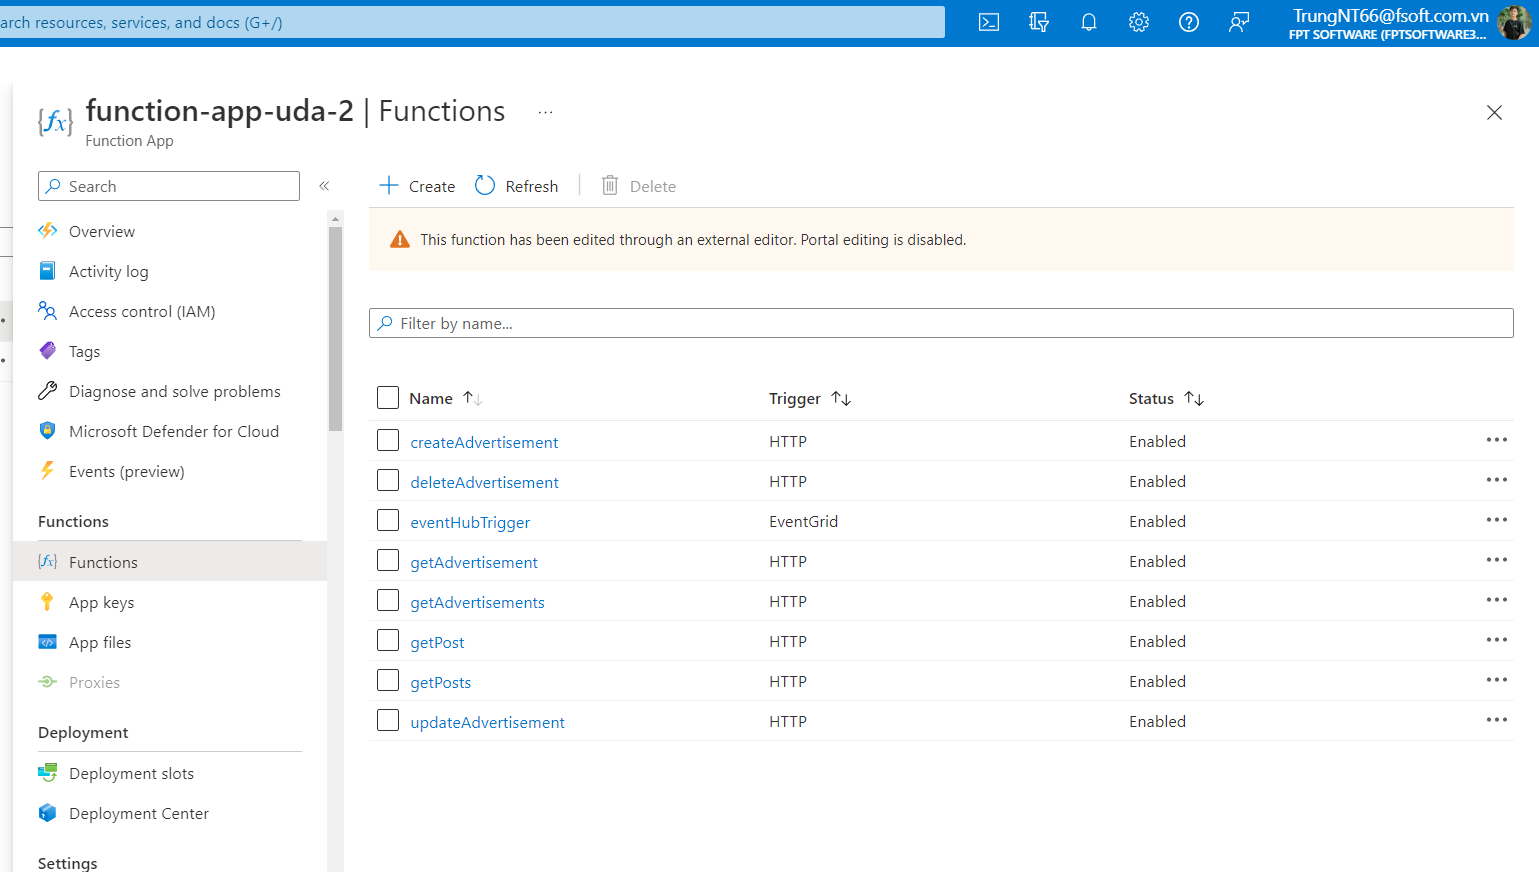 arch resources, services, and docs (G+/)
TrungNT66@fsoft.com.vn
FPT SOFTWARE (FPTSOFTWARE3...
function-app-uda-2 | Functions ...
Function App
Search
«
Create Refresh Delete
Overview
Activity log
Access control (IAM)
Tags
Diagnose and solve problems
Microsoft Defender for Cloud
Events (preview)
Functions
Functions
App keys
App files
Proxies
Deployment
Deployment slots
Deployment Center
Settings
This function has been edited through an external editor. Portal editing is disabled.
Filter by name...
Name Trigger Status
createAdvertisement HTTP Enabled
deleteAdvertisement HTTP Enabled
eventHubTrigger EventGrid Enabled
getAdvertisement HTTP Enabled
getAdvertisements HTTP Enabled
getPost HTTP Enabled
getPosts HTTP Enabled
updateAdvertisement HTTP Enabled